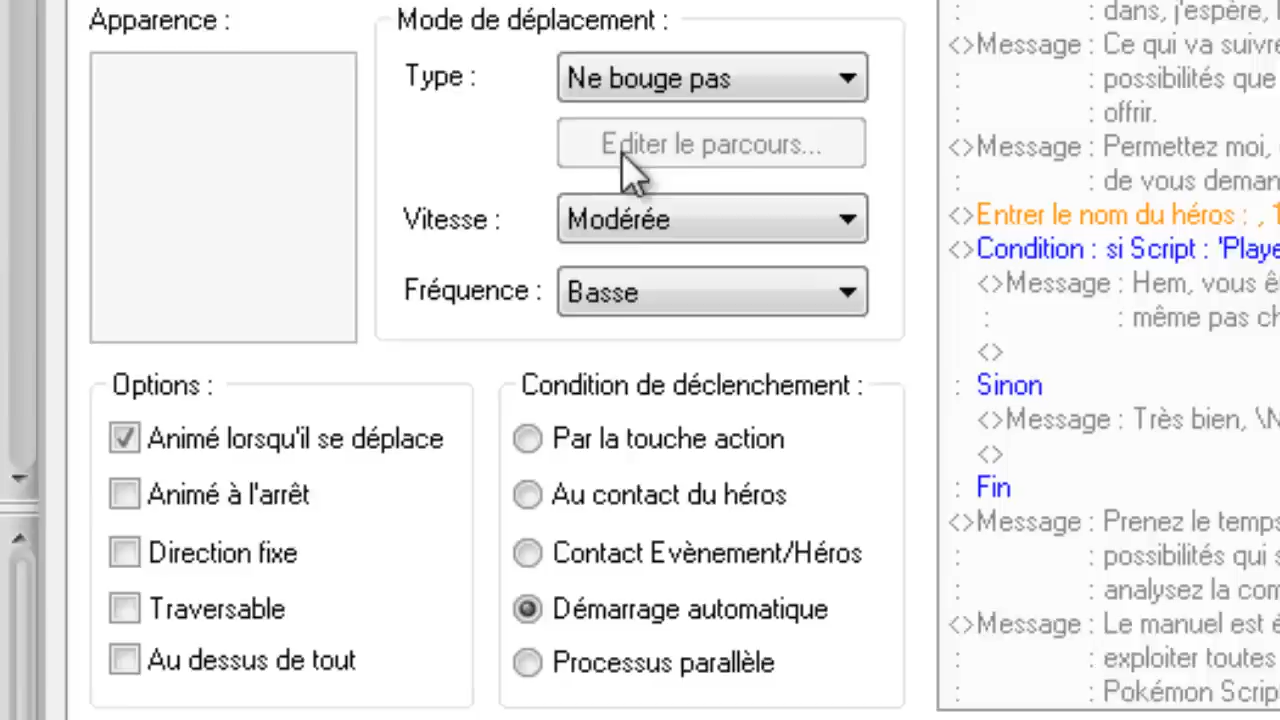 Apparence :
Mode de déplacement :
Type :
Ne bouge pas
Editer le parcours...
Vitesse :
Modérée
Fréquence :
Basse
Options :
Animé lorsqu'il se déplace
Animé à l'arrêt
Direction fixe
Traversable
Au dessus de tout
Condition de déclenchement :
Par la touche action
Au contact du héros
Contact Evènement/Héros
Démarrage automatique
Processus parallèle
: : dans, j'espère,
<>Message : Ce qui va suivre
: : possibilités que
: : offrir.
<>Message : Permettez moi,
: : de vous deman
<>Entrer le nom du héros : ,
<>Condition : si Script : 'Playe
<>Message : Hem, vous ê
: : même pas ch
<>
: Sinon
<>Message : Très bien, \N
<>
: Fin
<>Message : Prenez le temps
: : possibilités qui s
: : analysez la com
<>Message : Le manuel est é
: : exploiter toutes
: : Pokémon Scrip